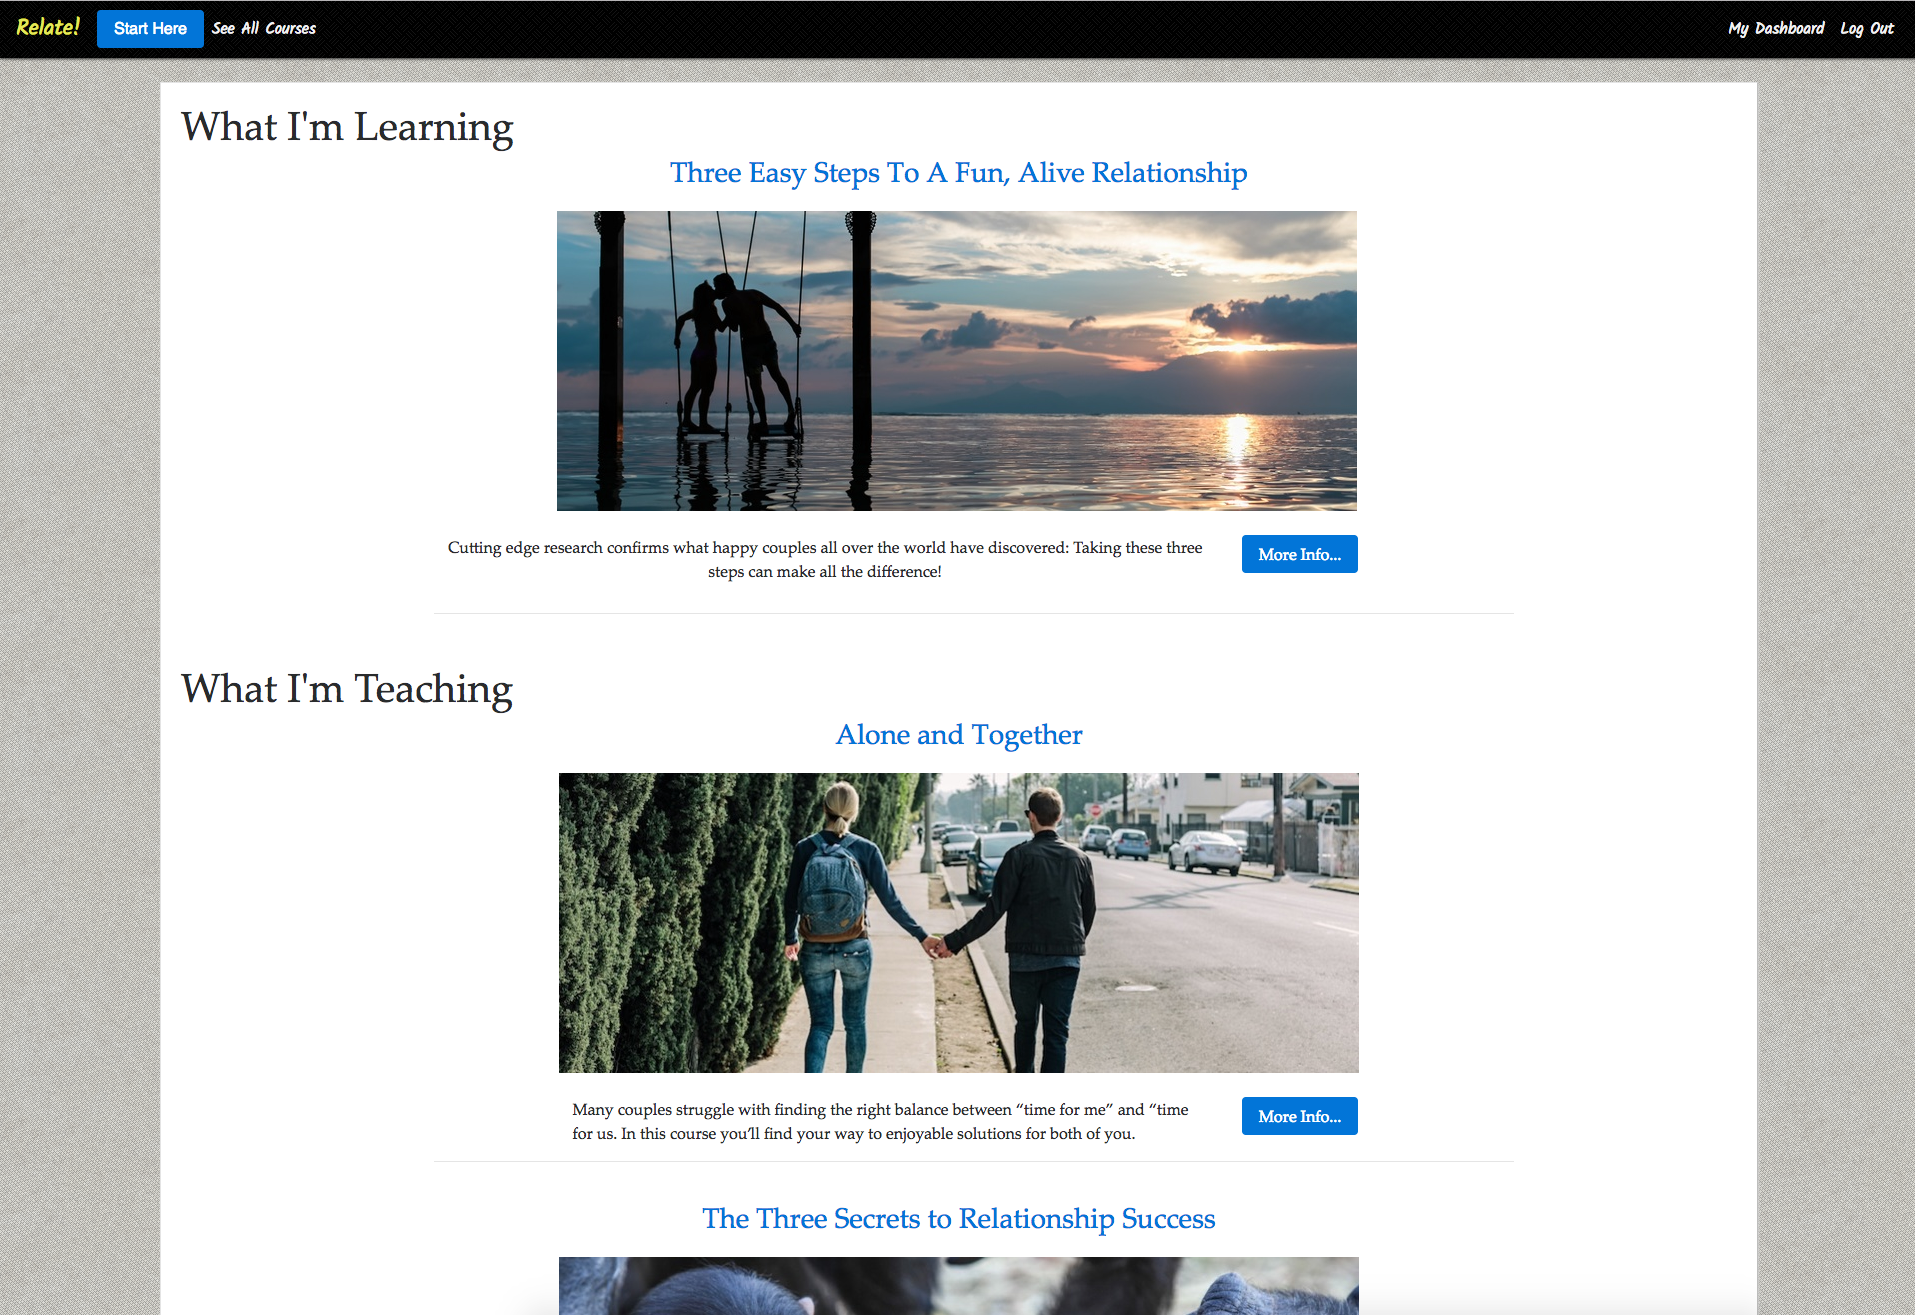 Relate! Start Here See All Courses My Dashboard Log Out
What I'm Learning
Three Easy Steps To A Fun, Alive Relationship
Cutting edge research confirms what happy couples all over the world have discovered: Taking these three
steps can make all the difference!
More Info...
What I'm Teaching
Alone and Together
Many couples struggle with finding the right balance between “time for me” and “time
for us. In this course you’ll find your way to enjoyable solutions for both of you.
More Info...
The Three Secrets to Relationship Success